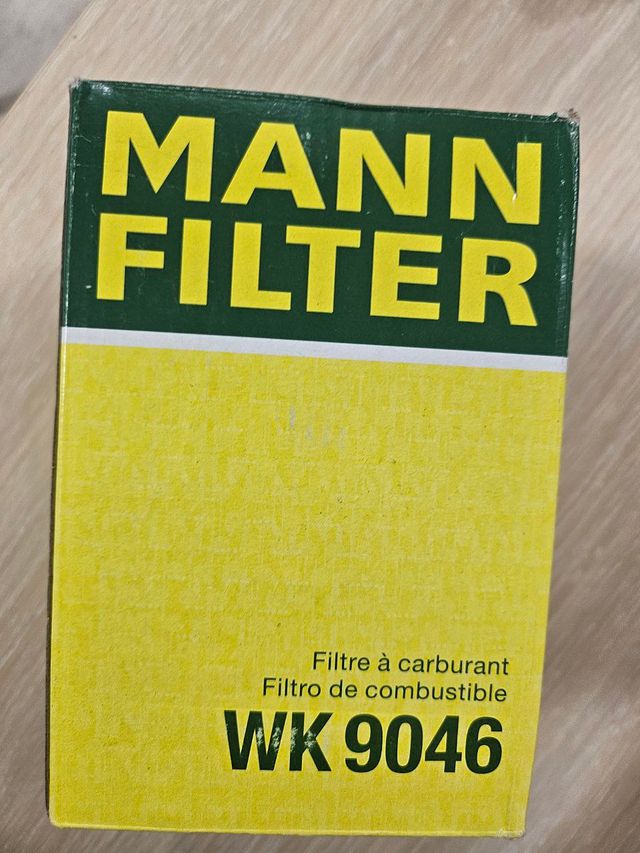 MANN
FILTER
Filtre à carburant
Filtro de combustible
WK 9046